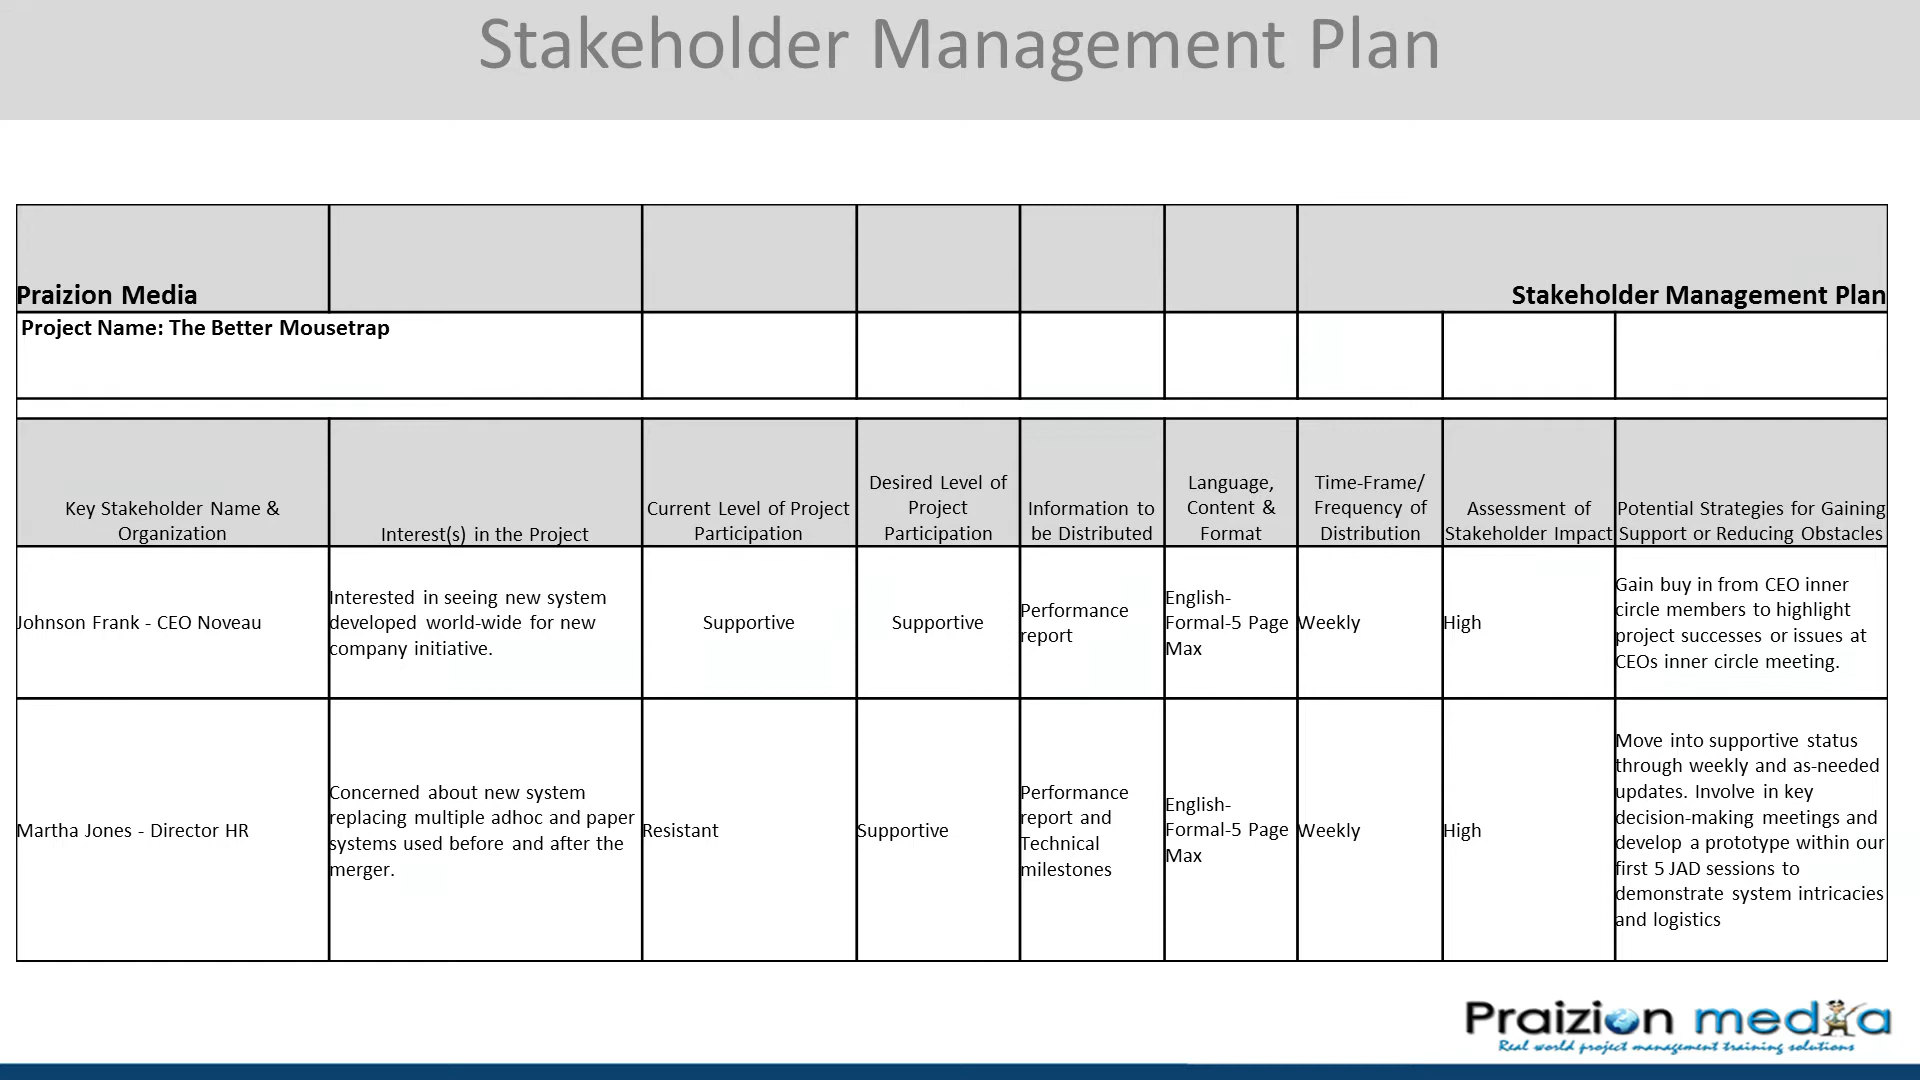 Stakeholder Management Plan
Praizion Media
Stakeholder Management Plan
Project Name: The Better Mousetrap
Key Stakeholder Name &
Organization
Interest(s) in the Project
Current Level of Project
Participation
Desired Level of
Project
Participation
Information to
be Distributed
Language,
Content &
Format
Time-Frame/
Frequency of
Distribution
Assessment of
Stakeholder Impact
Potential Strategies for Gaining
Support or Reducing Obstacles
Johnson Frank - CEO Noveau
Interested in seeing new system
developed world-wide for new
company initiative.
Supportive
Supportive
Performance
report
English-
Formal-5 Page
Max
Weekly
High
Gain buy in from CEO inner
circle members to highlight
project successes or issues at
CEOs inner circle meeting.
Martha Jones - Director HR
Concerned about new system
replacing multiple adhoc and paper
systems used before and after the
merger.
Resistant
Supportive
Performance
report and
Technical
milestones
English-
Formal-5 Page
Max
Weekly
High
Move into supportive status
through weekly and as-needed
updates. Involve in key
decision-making meetings and
develop a prototype within our
first 5 JAD sessions to
demonstrate system intricacies
and logistics
Praizion media
Real world project management training solutions